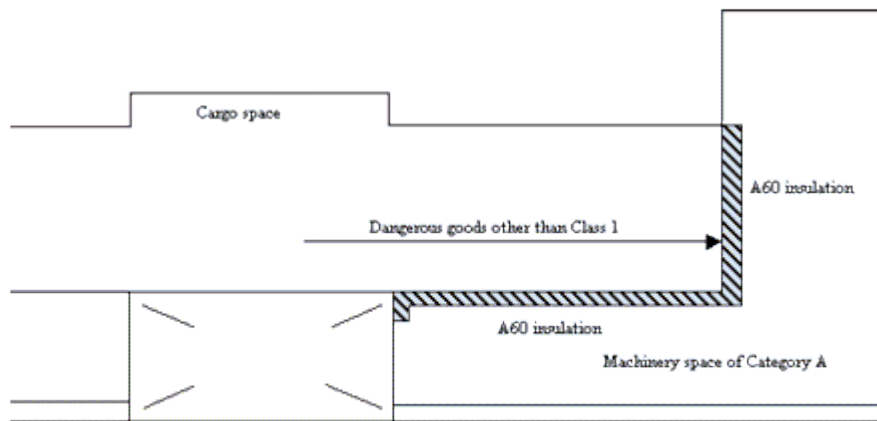 Cargo space
A60 insulation
Dangerous goods other than Class 1
A60 insulation
Machinery space of Category A